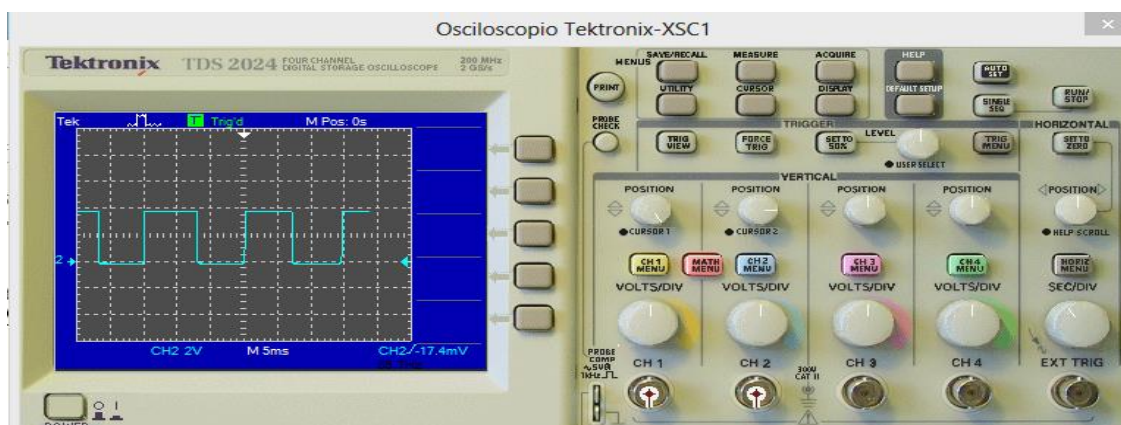 Osciloscopio Tektronix-XSC1
Tektronix TDS 2024 FOUR CHANNEL DIGITAL STORAGE OSCILLOSCOPE 200 MHz 2 GS/s
Tek T Trig'd M Pos: 0s
2
CH2 2V M 5ms CH2/-17.4mV
POWER
MENUS
SAVE/RECALL MEASURE ACQUIRE HELP
AUTO SET
PRINT
UTILITY CURSOR DISPLAY DEFAULT SETUP
SINGLE SEQ
RUN/ STOP
PROBE CHECK
TRIGGER HORIZONTAL
TRIG VIEW
FORCE TRIG
SET TO 50%
LEVEL
USER SELECT
TRIG MENU
SET TO ZERO
VERTICAL
POSITION POSITION POSITION POSITION POSITION
CURSOR 1 CURSOR 2 HELP SCROLL
CH 1 MENU
MATH MENU
CH 2 MENU
CH 3 MENU
CH 4 MENU
HORIZ MENU
VOLTS/DIV VOLTS/DIV VOLTS/DIV VOLTS/DIV SEC/DIV
PROBE COMP
~5V@ 1kHz
CH 1 CH 2 CH 3 CH 4 EXT TRIG
300V CAT II